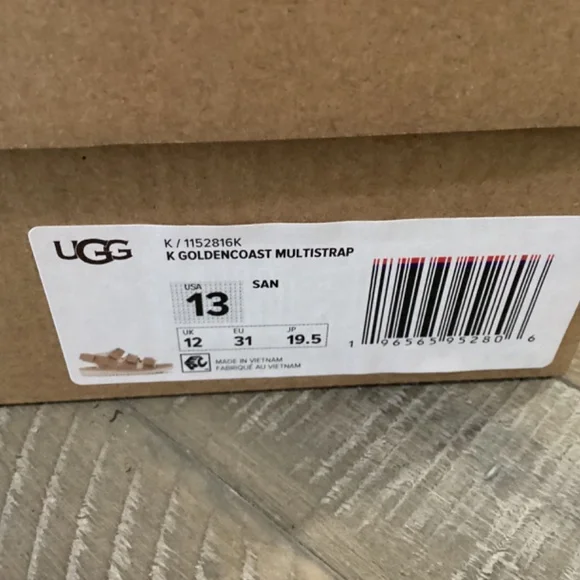 UGG
K / 1152816K
K GOLDENCOAST MULTISTRAP
USA
13
SAN
UK EU JP
12 31 19.5
MADE IN VIETNAM
FABRIQUÉ AU VIETNAM
1 96565 95280 6